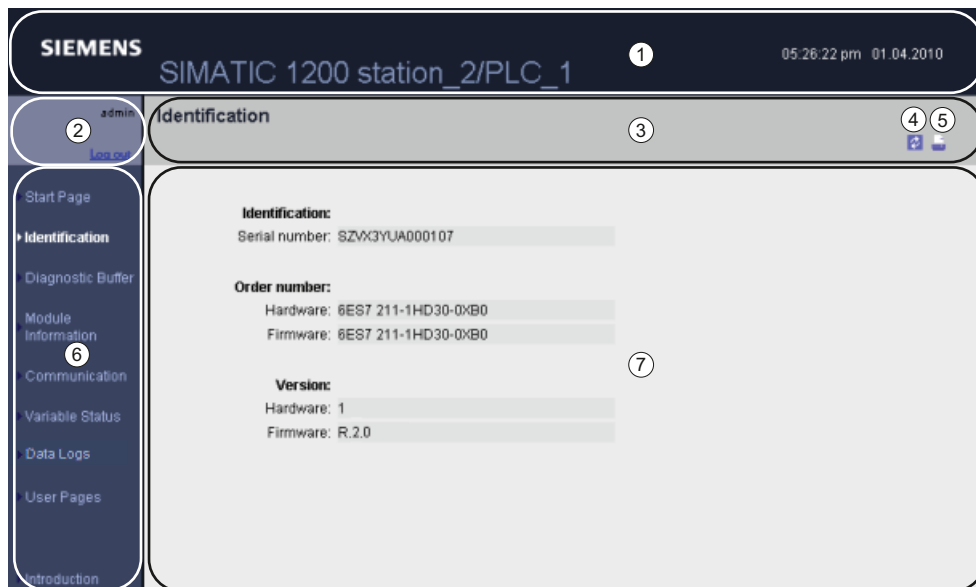 SIEMENS
SIMATIC 1200 station_2/PLC_1
1
05:26:22 pm 01.04.2010
admin
2
Log out
Identification
3
4
5
Start Page
Identification
Diagnostic Buffer
Module
Information
6
Communication
Variable Status
Data Logs
User Pages
Introduction
Identification:
Serial number: SZVX3YUA000107
Order number:
Hardware: 6ES7 211-1HD30-0XB0
Firmware: 6ES7 211-1HD30-0XB0
7
Version:
Hardware: 1
Firmware: R.2.0